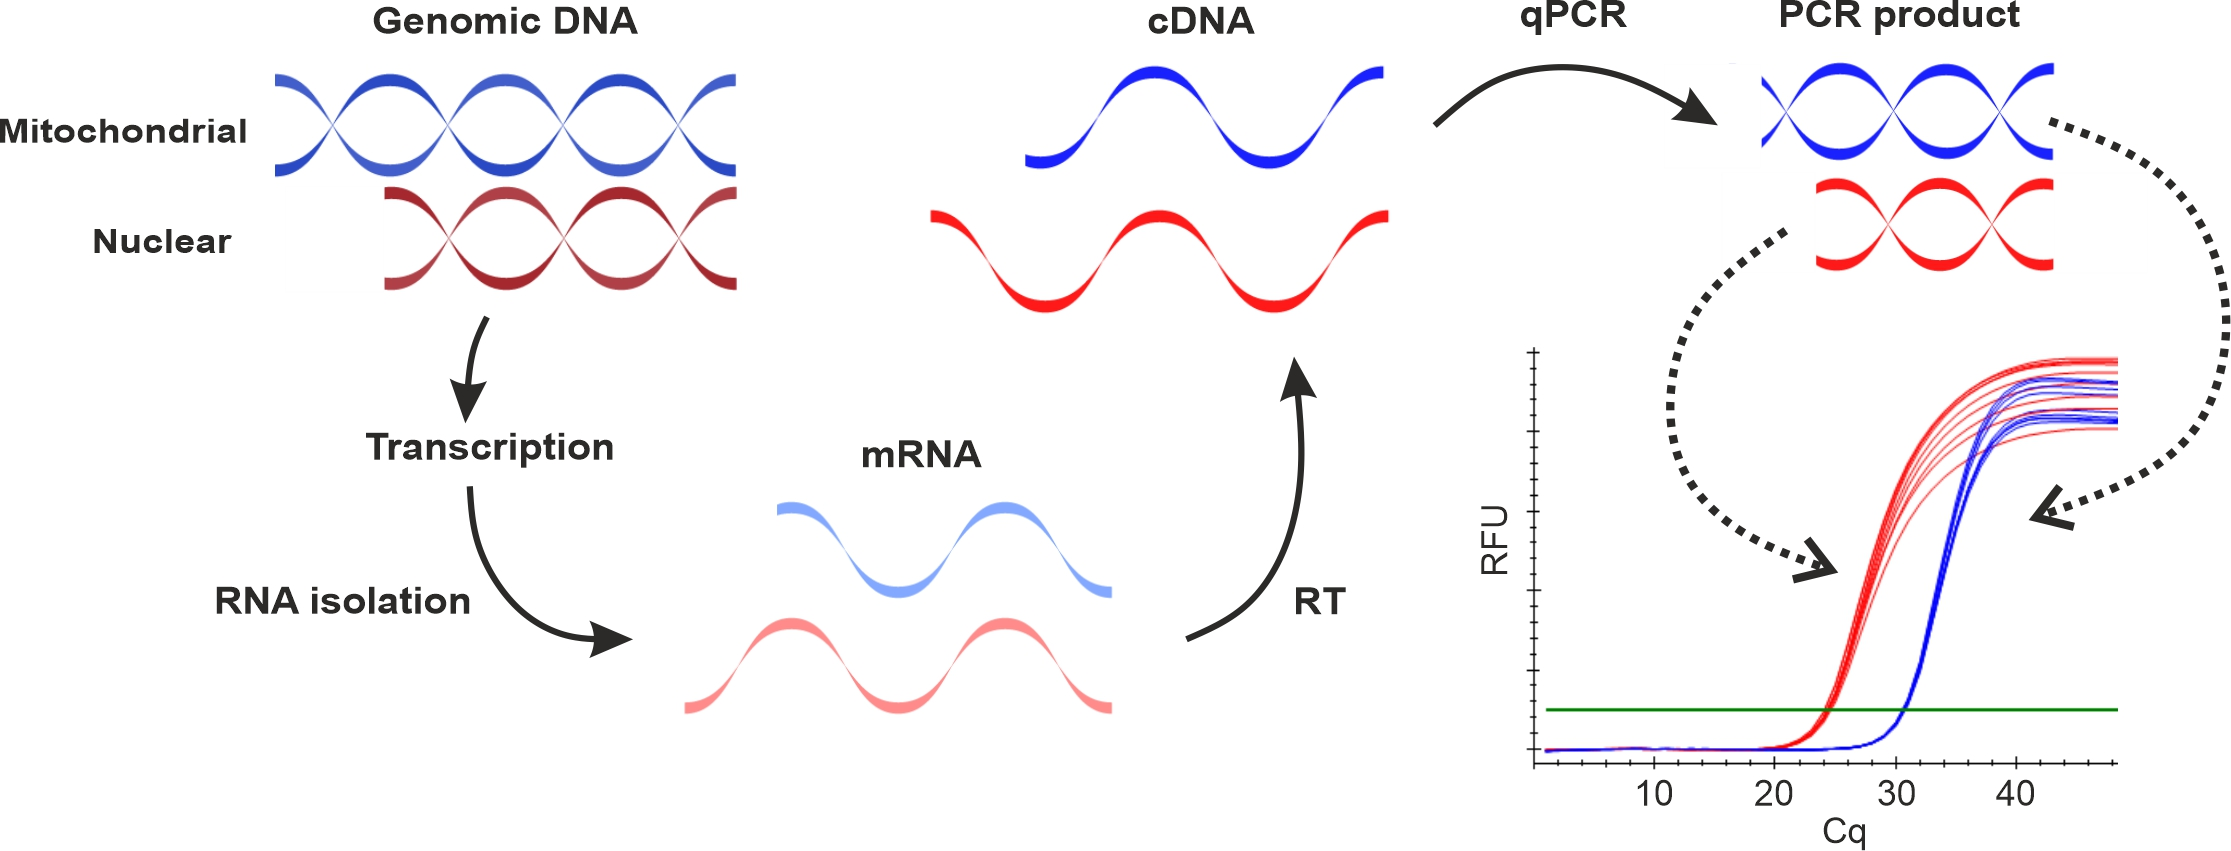 Genomic DNA
cDNA
qPCR
PCR product
Mitochondrial
Nuclear
Transcription
mRNA
RNA isolation
RT
RFU
10 20 30 40
Cq